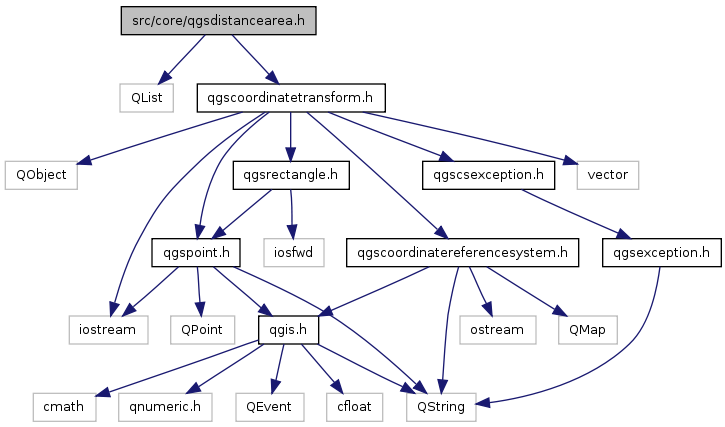 src/core/qgsdistancearea.h
QList
qgscoordinatetransform.h
QObject
qgsrectangle.h
qgscsexception.h
vector
qgspoint.h
iosfwd
qgscoordinatereferencesystem.h
qgsexception.h
iostream
QPoint
qgis.h
ostream
QMap
cmath
qnumeric.h
QEvent
cfloat
QString